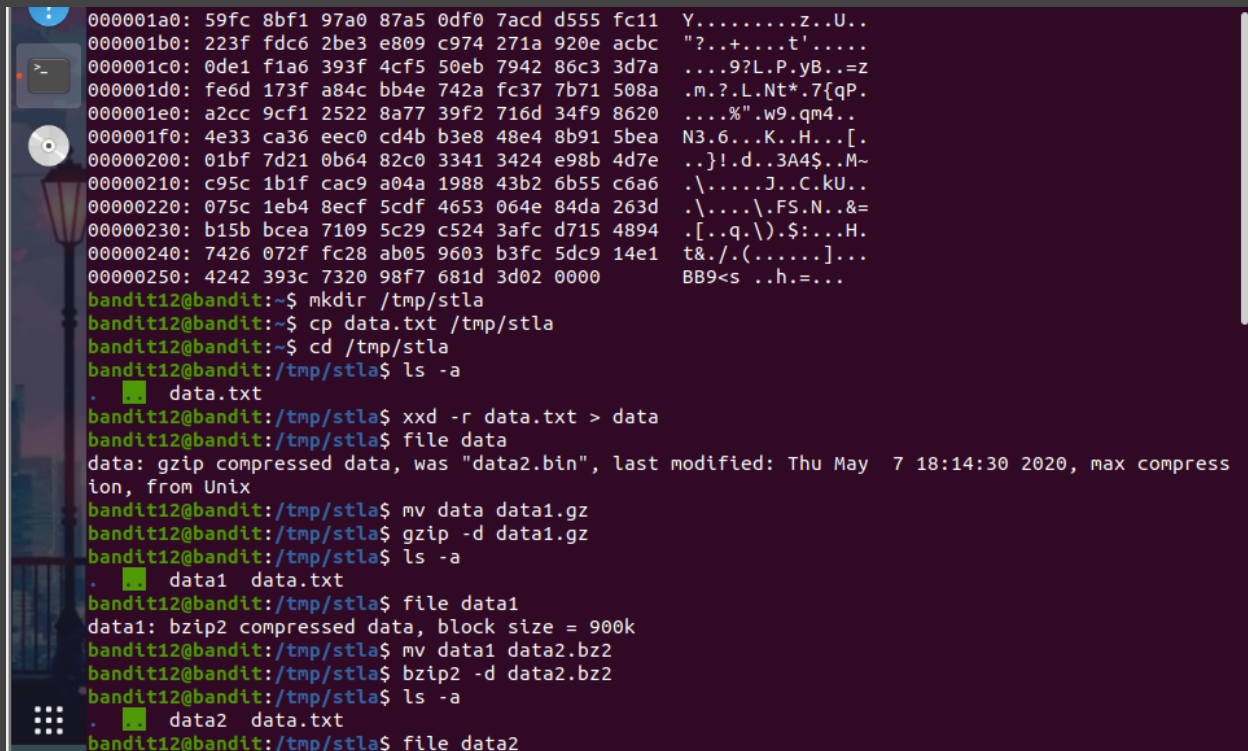 000001a0: 59fc 8bf1 97a0 87a5 0df0 7acd d555 fc11  Y.........z..U..
000001b0: 223f fdc6 2be3 e809 c974 271a 920e acbc  "?..+....t'.....
000001c0: 0de1 f1a6 393f 4cf5 50eb 7942 86c3 3d7a  ....9?L.P.yB..=z
000001d0: fe6d 173f a84c bb4e 742a fc37 7b71 508a  .m.?.L.Nt*.7{qP.
000001e0: a2cc 9cf1 2522 8a77 39f2 716d 34f9 8620  ....%".w9.qm4..
000001f0: 4e33 ca36 eec0 cd4b b3e8 48e4 8b91 5bea  N3.6...K..H...[.
00000200: 01bf 7d21 0b64 82c0 3341 3424 e98b 4d7e  ..}!.d..3A4$..M~
00000210: c95c 1b1f cac9 a04a 1988 43b2 6b55 c6a6  .\.....J..C.kU..
00000220: 075c 1eb4 8ecf 5cdf 4653 064e 84da 263d  .\....\.FS.N..&=
00000230: b15b bcea 7109 5c29 c524 3afc d715 4894  .[..q.\).$:...H.
00000240: 7426 072f fc28 ab05 9603 b3fc 5dc9 14e1  t&./.(......]...
00000250: 4242 393c 7320 98f7 681d 3d02 0000       BB9<s ..h.=...
bandit12@bandit:~$ mkdir /tmp/stla
bandit12@bandit:~$ cp data.txt /tmp/stla
bandit12@bandit:~$ cd /tmp/stla
bandit12@bandit:/tmp/stla$ ls -a
.  ..  data.txt
bandit12@bandit:/tmp/stla$ xxd -r data.txt > data
bandit12@bandit:/tmp/stla$ file data
data: gzip compressed data, was "data2.bin", last modified: Thu May  7 18:14:30 2020, max compress
ion, from Unix
bandit12@bandit:/tmp/stla$ mv data data1.gz
bandit12@bandit:/tmp/stla$ gzip -d data1.gz
bandit12@bandit:/tmp/stla$ ls -a
.  ..  data1  data.txt
bandit12@bandit:/tmp/stla$ file data1
data1: bzip2 compressed data, block size = 900k
bandit12@bandit:/tmp/stla$ mv data1 data2.bz2
bandit12@bandit:/tmp/stla$ bzip2 -d data2.bz2
bandit12@bandit:/tmp/stla$ ls -a
.  ..  data2  data.txt
bandit12@bandit:/tmp/stla$ file data2